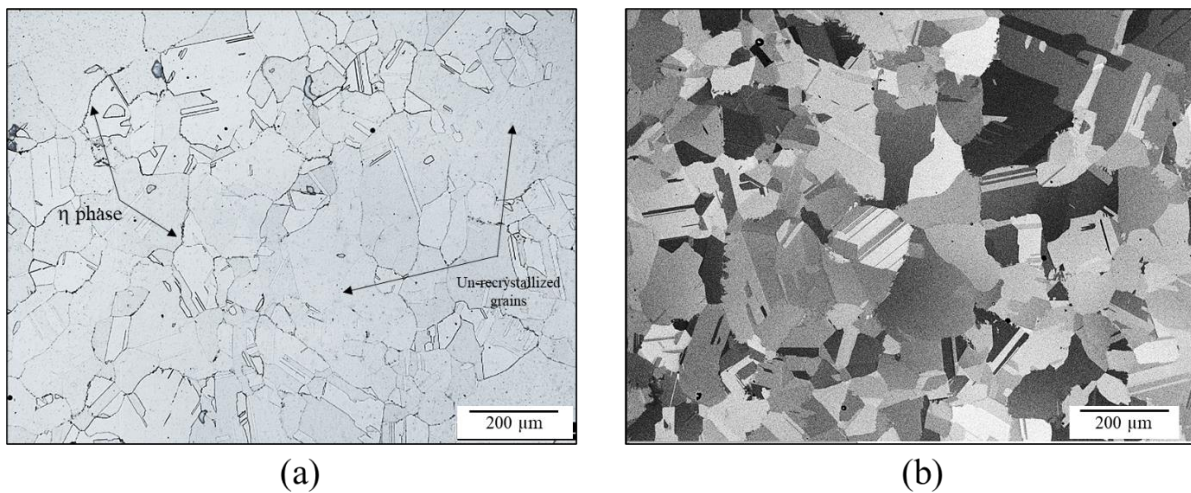 η phase
Un-recrystallized
grains
200 µm
200 µm
(a)
(b)